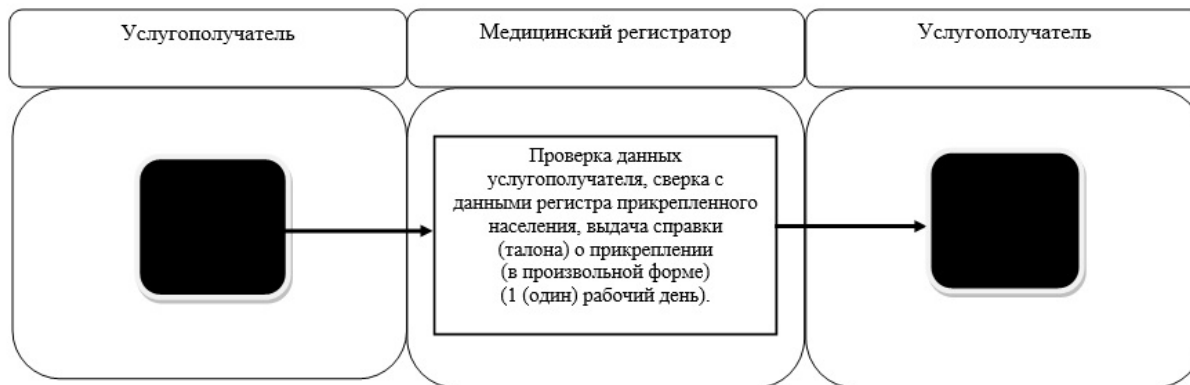 Услугополучатель
Медицинский регистратор
Услугополучатель
Проверка данных
услугополучателя, сверка с
данными регистра прикрепленного
населения, выдача справки
(талона) о прикреплении
(в произвольной форме)
(1 (один) рабочий день).